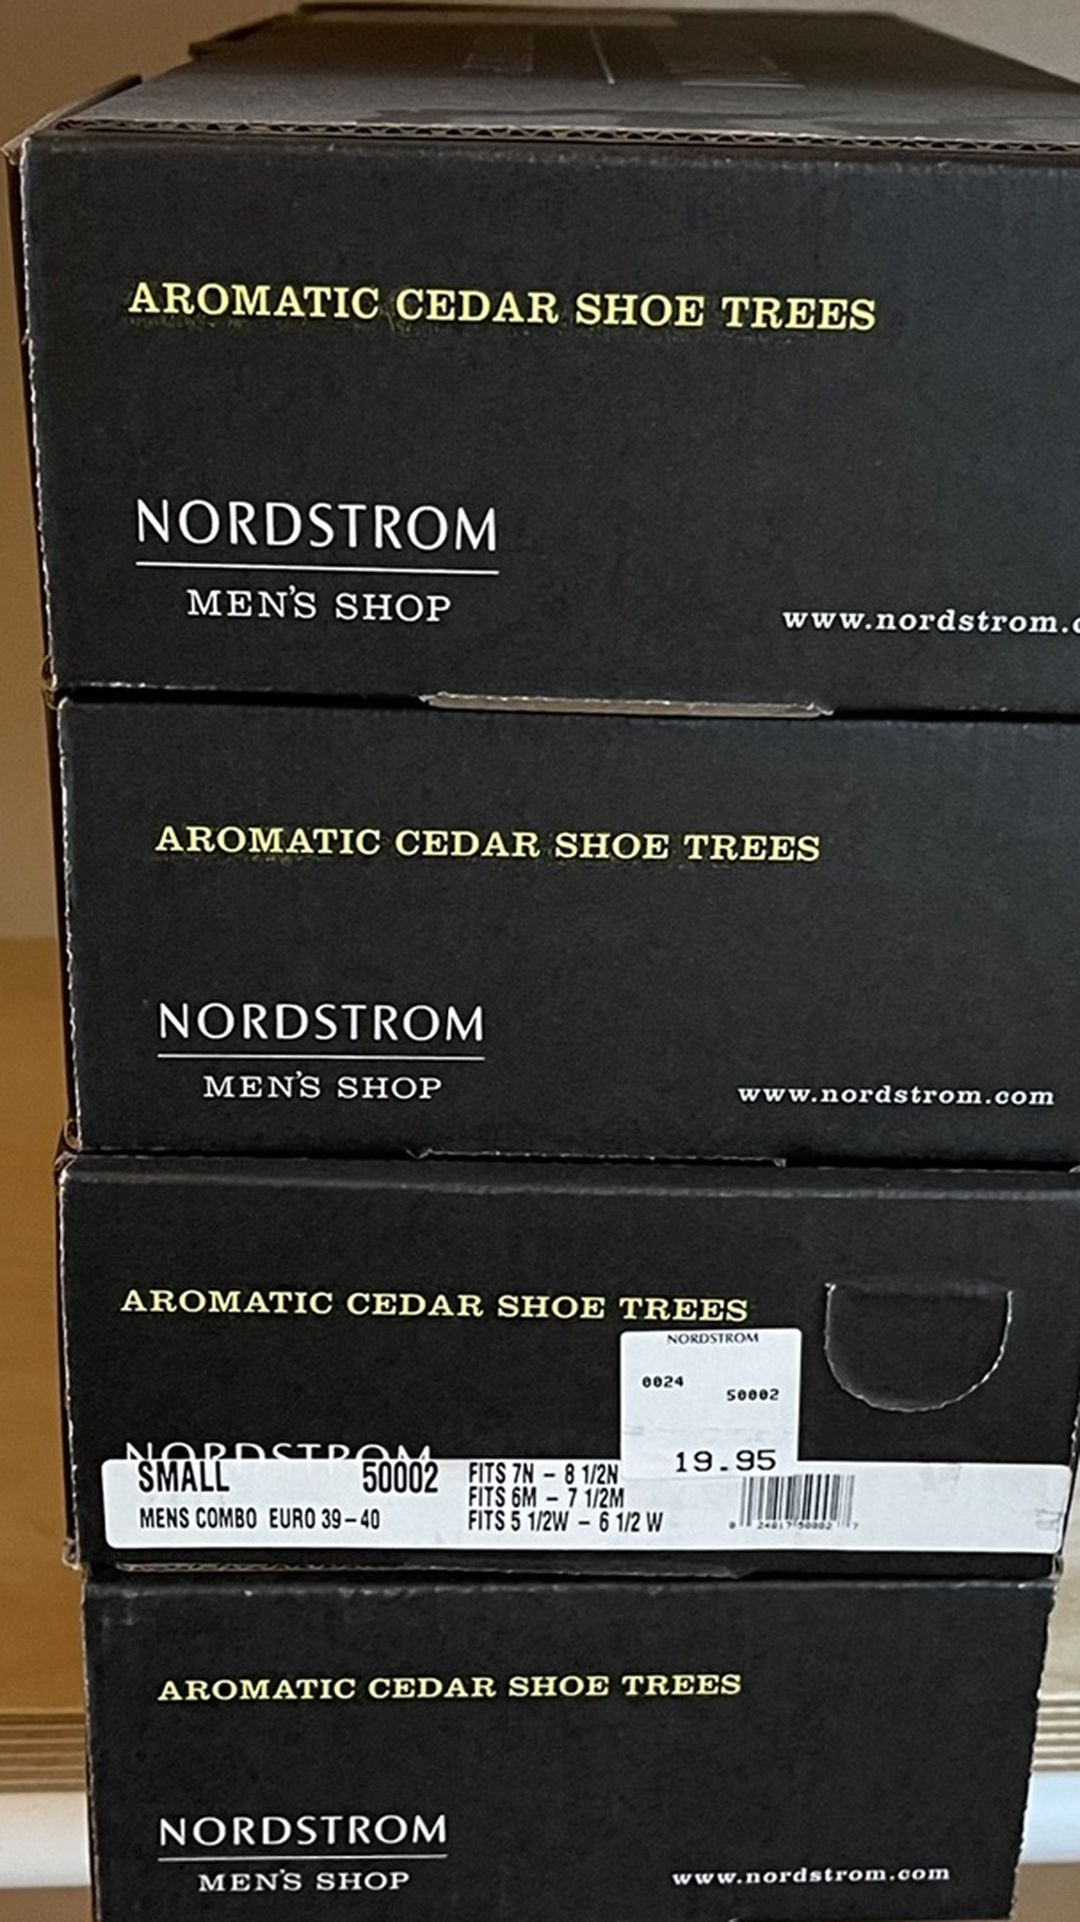 AROMATIC CEDAR SHOE TREES
NORDSTROM
MEN'S SHOP
www.nordstrom.c
AROMATIC CEDAR SHOE TREES
NORDSTROM
MEN'S SHOP
www.nordstrom.com
AROMATIC CEDAR SHOE TREES
NORDSTROM
0024
50002
19.95
NORDSTROM
SMALL 50002
MENS COMBO EURO 39-40
FITS 7N - 8 1/2N
FITS 6M - 7 1/2M
FITS 5 1/2W - 6 1/2 W
AROMATIC CEDAR SHOE TREES
NORDSTROM
MEN'S SHOP
www.nordstrom.com